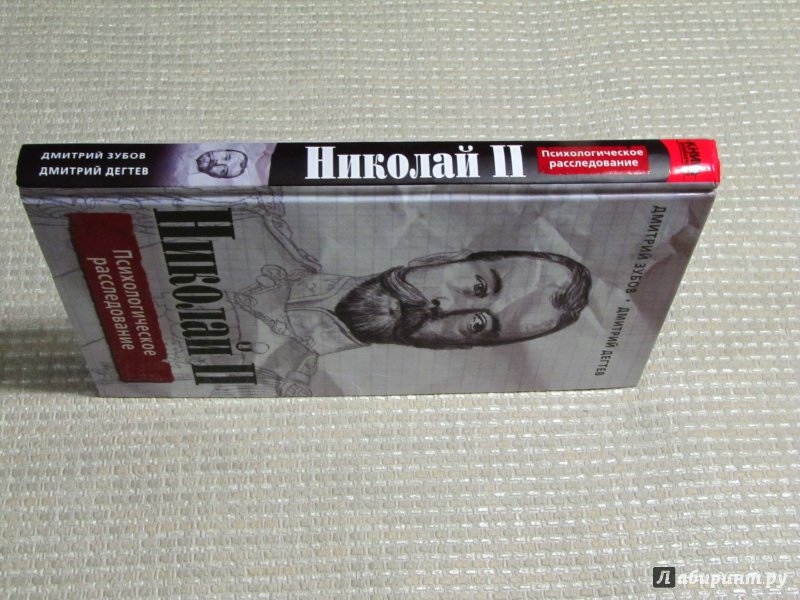 ДМИТРИЙ ЗУБОВ
ДМИТРИЙ ДЕГТЕВ
Николай II
Психологическое
расследование
ДМИТРИЙ ЗУБОВ • ДМИТРИЙ ДЕГТЕВ
Николай II
Психологическое
расследование
Лабиринт.ру